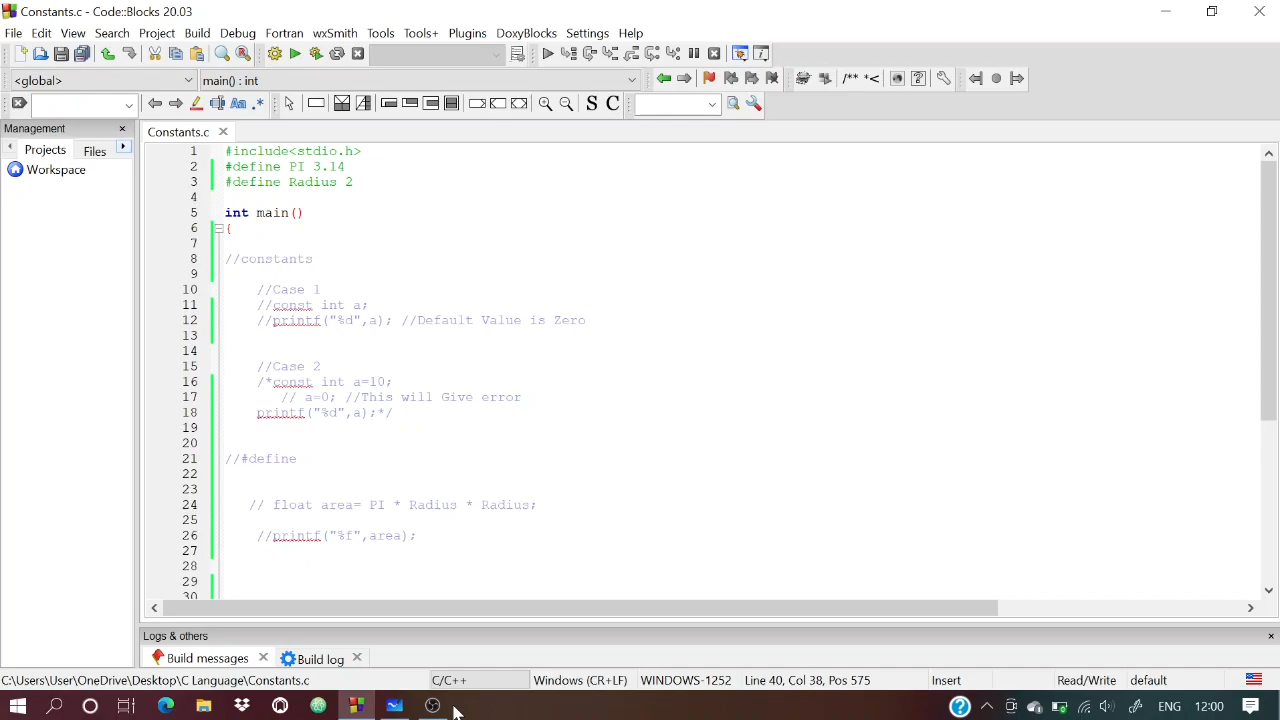 Constants.c - Code::Blocks 20.03
File Edit View Search Project Build Debug Fortran wxSmith Tools Tools+ Plugins DoxyBlocks Settings Help
<global> main() : int
/** *<
Aa .* S C
Management
Projects Files
Workspace
Constants.c
1 #include<stdio.h>
2 #define PI 3.14
3 #define Radius 2
4
5 int main()
6 {
7
8 //constants
9
10 //Case 1
11 //const int a;
12 //printf("%d",a); //Default Value is Zero
13
14
15 //Case 2
16 /*const int a=10;
17 // a=0; //This will Give error
18 printf("%d",a);*/
19
20
21 //#define
22
23
24 // float area= PI * Radius * Radius;
25
26 //printf("%f",area);
27
28
29
30
Logs & others
Build messages Build log
C:\Users\User\OneDrive\Desktop\C Language\Constants.c C/C++ Windows (CR+LF) WINDOWS-1252 Line 40, Col 38, Pos 575 Insert Read/Write default
ENG 12:00